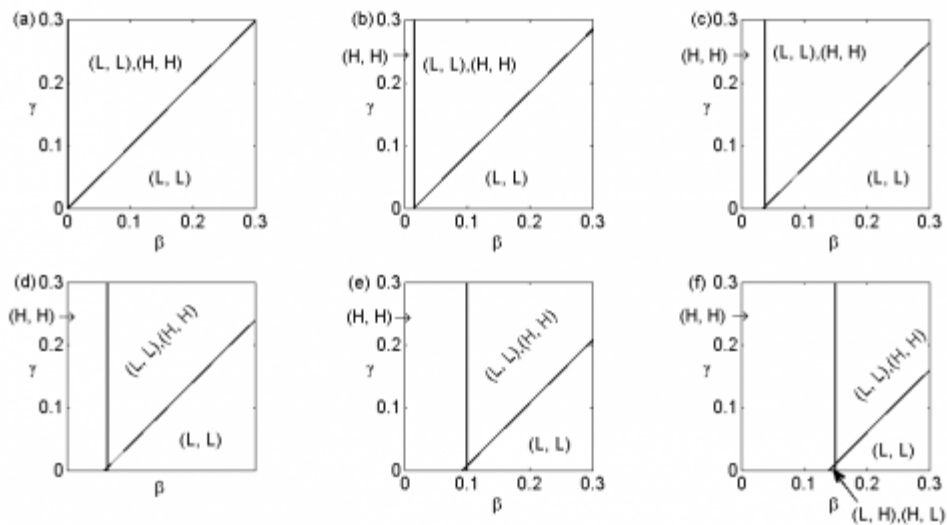 (a) 0.3 (b) 0.3 (c) 0.3
(H, H) (H, H)
(L, L),(H, H) (L, L),(H, H) (L, L),(H, H)
0.2 0.2 0.2
γ γ γ
0.1 0.1 0.1
(L, L) (L, L) (L, L)
0 0 0
0 0.1 0.2 0.3 0 0.1 0.2 0.3 0 0.1 0.2 0.3
β β β
(d) 0.3 (e) 0.3 (f) 0.3
(H, H) (H, H) (H, H)
(L, L),(H, H) (L, L),(H, H) (L, L),(H, H)
0.2 0.2 0.2
γ γ γ
0.1 0.1 0.1
(L, L) (L, L) (L, L)
0 0 0
0 0.1 0.2 0.3 0 0.1 0.2 0.3
β β β
(L, H),(H, L)